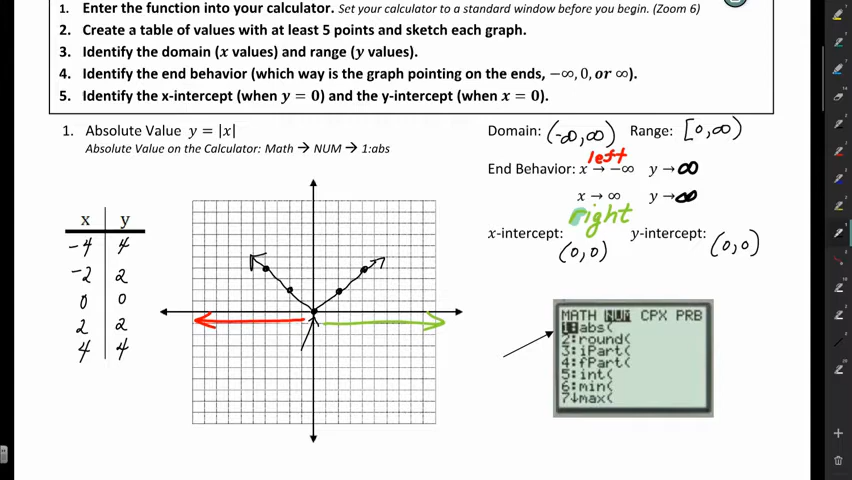 1. Enter the function into your calculator. Set your calculator to a standard window before you begin. (Zoom 6)
2. Create a table of values with at least 5 points and sketch each graph.
3. Identify the domain (x values) and range (y values).
4. Identify the end behavior (which way is the graph pointing on the ends, −∞, 0, or ∞).
5. Identify the x-intercept (when y = 0) and the y-intercept (when x = 0).
1. Absolute Value y = |x|
Absolute Value on the Calculator: Math → NUM → 1:abs
Domain: (-∞,∞) Range: [0,∞)
left
End Behavior: x → −∞ y → ∞
x → ∞ y → ∞
right
x-intercept: y-intercept:
(0,0) (0,0)
x y
-4 4
-2 2
0 0
2 2
4 4
MATH NUM CPX PRB
1:abs(
2:round(
3:iPart(
4:fPart(
5:int(
6:min(
7↓max(